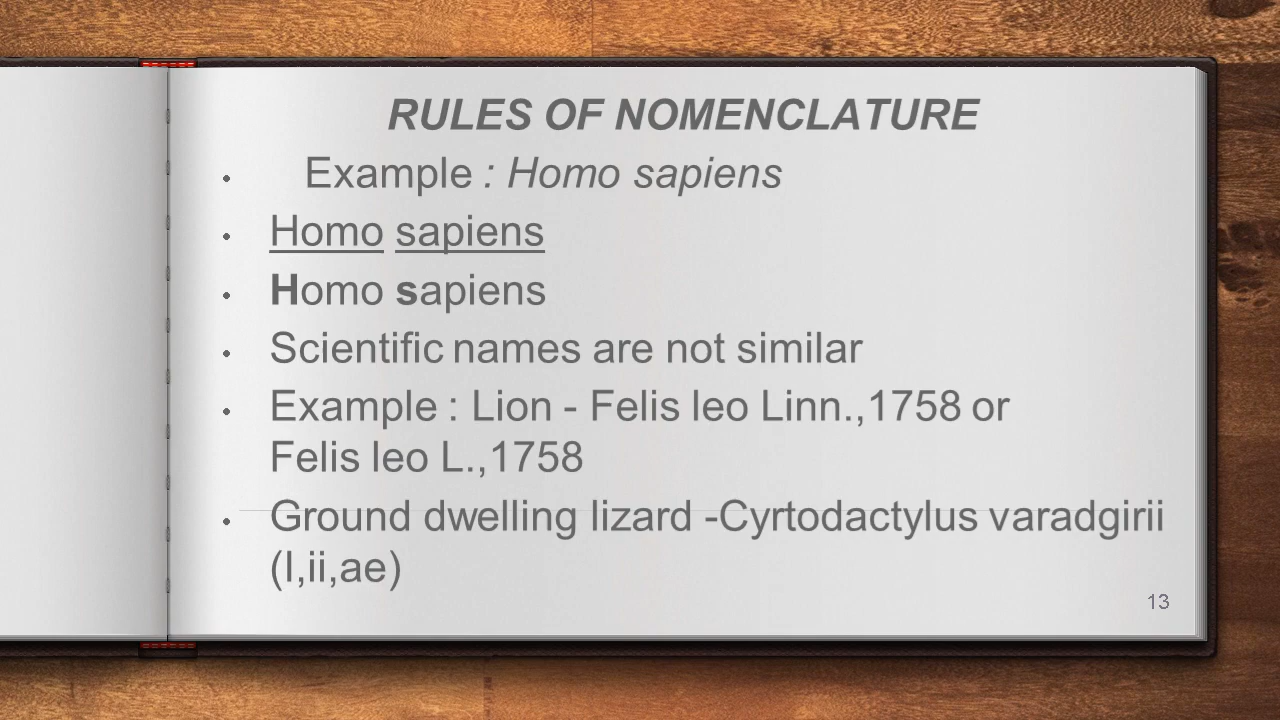 RULES OF NOMENCLATURE
• Example : Homo sapiens
• Homo sapiens
• Homo sapiens
• Scientific names are not similar
• Example : Lion - Felis leo Linn.,1758 or
Felis leo L.,1758
• Ground dwelling lizard -Cyrtodactylus varadgirii
(I,ii,ae)
13